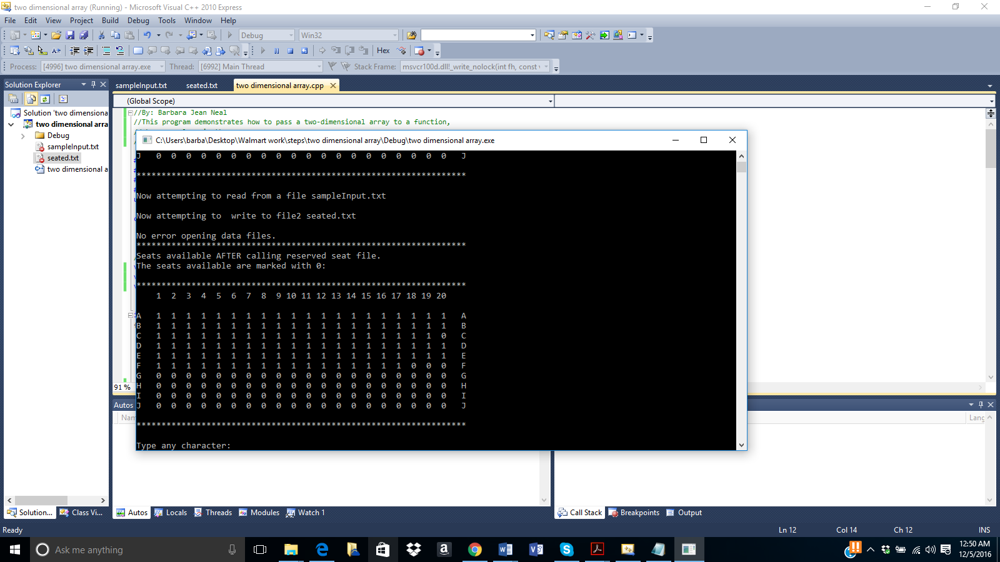 two dimensional array (Running) - Microsoft Visual C++ 2010 Express
File Edit View Project Build Debug Tools Window Help
Debug Win32
Hex
Process: [4996] two dimensional array.exe Thread: [6992] Main Thread Stack Frame: msvcr100d.dll!_write_nolock(int fh, const
Solution Explorer
sampleInput.txt seated.txt two dimensional array.cpp
(Global Scope)
Solution 'two dimensiona
two dimensional arra
Debug
sampleInput.txt
seated.txt
two dimensional a
//By: Barbara Jean Neal
//This program demonstrates how to pass a two-dimensional array to a function,
C:\Users\barba\Desktop\Walmart work\steps\two dimensional array\Debug\two dimensional array.exe
J 0 0 0 0 0 0 0 0 0 0 0 0 0 0 0 0 0 0 0 0 J
******************************************************************
Now attempting to read from a file sampleInput.txt
Now attempting to  write to file2 seated.txt
No error opening data files.
******************************************************************
Seats available AFTER calling reserved seat file.
The seats available are marked with 0:
******************************************************************
1 2 3 4 5 6 7 8 9 10 11 12 13 14 15 16 17 18 19 20
A 1 1 1 1 1 1 1 1 1 1 1 1 1 1 1 1 1 1 1 1 A
B 1 1 1 1 1 1 1 1 1 1 1 1 1 1 1 1 1 1 1 1 B
C 1 1 1 1 1 1 1 1 1 1 1 1 1 1 1 1 1 1 1 0 C
D 1 1 1 1 1 1 1 1 1 1 1 1 1 1 1 1 1 1 1 1 D
E 1 1 1 1 1 1 1 1 1 1 1 1 1 1 1 1 1 1 1 1 E
F 1 1 1 1 1 1 1 1 1 1 1 1 1 1 1 1 1 0 0 0 F
G 0 0 0 0 0 0 0 0 0 0 0 0 0 0 0 0 0 0 0 0 G
H 0 0 0 0 0 0 0 0 0 0 0 0 0 0 0 0 0 0 0 0 H
I 0 0 0 0 0 0 0 0 0 0 0 0 0 0 0 0 0 0 0 0 I
J 0 0 0 0 0 0 0 0 0 0 0 0 0 0 0 0 0 0 0 0 J
******************************************************************
Type any character:
91 %
Autos
Nam
Lang
Solution... Class Vi... Autos Locals Threads Modules Watch 1 Call Stack Breakpoints Output
Ready Ln 12 Col 14 Ch 12 INS
Ask me anything
12:50 AM
12/5/2016